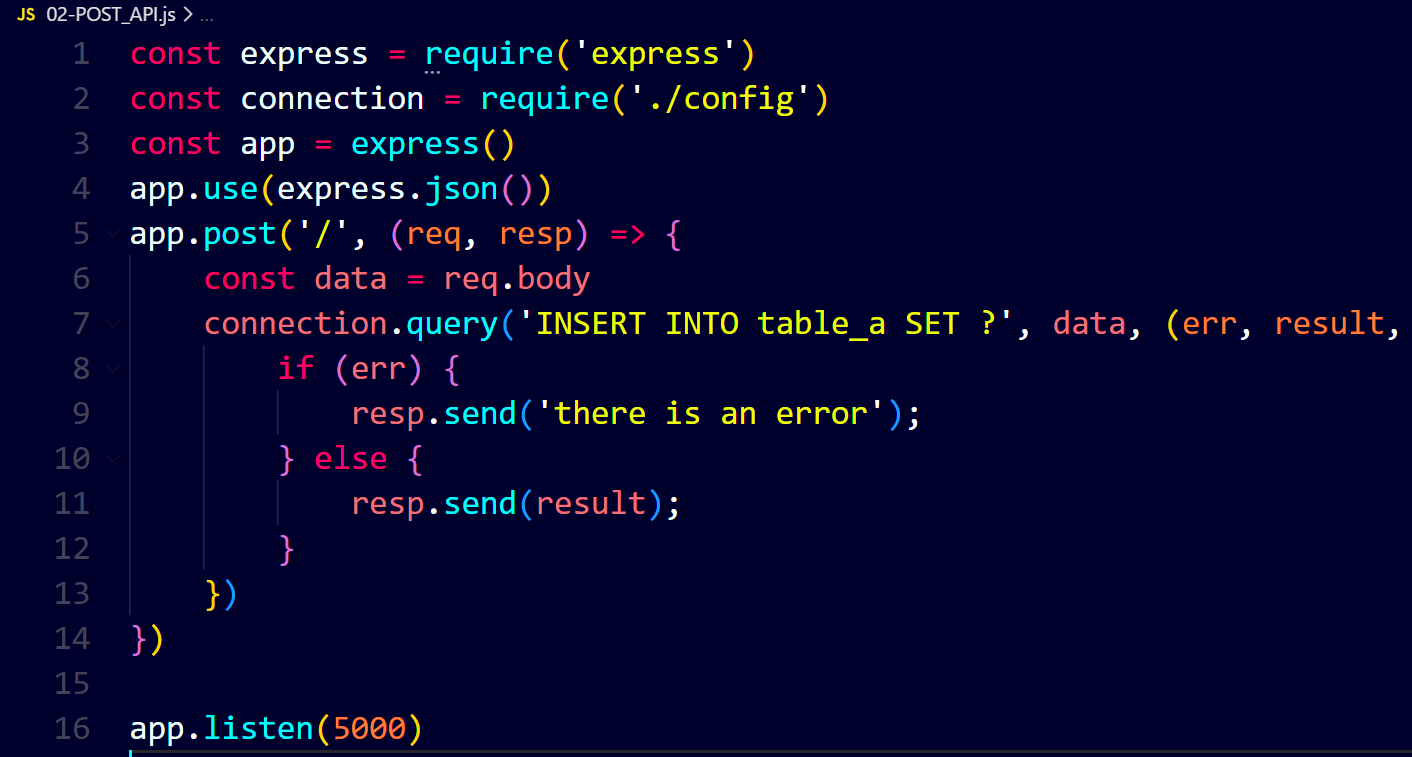 JS 02-POST_API.js > ...
1 const express = require('express')
2 const connection = require('./config')
3 const app = express()
4 app.use(express.json())
5 app.post('/', (req, resp) => {
6     const data = req.body
7     connection.query('INSERT INTO table_a SET ?', data, (err, result,
8         if (err) {
9             resp.send('there is an error');
10         } else {
11             resp.send(result);
12         }
13     })
14 })
15
16 app.listen(5000)